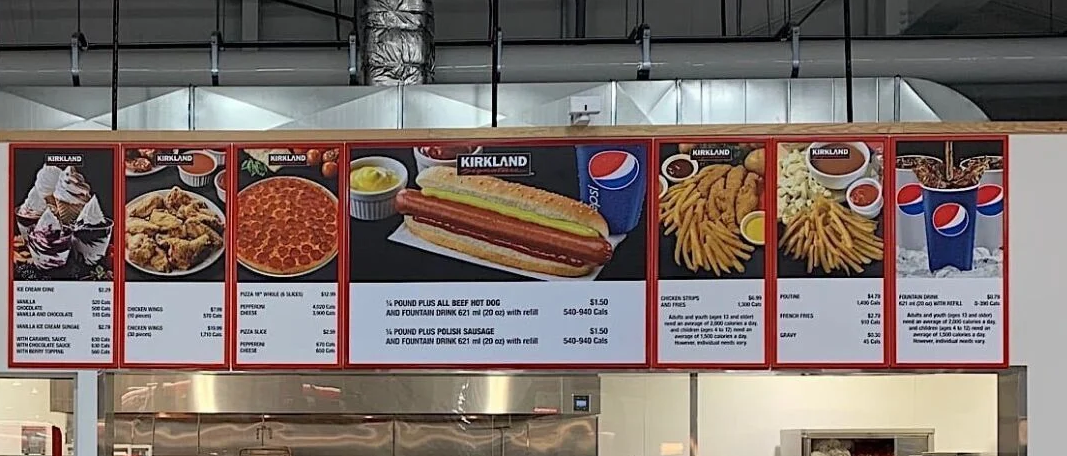 KIRKLAND
ICE CREAM CONE $2.29
VANILLA
CHOCOLATE
VANILLA AND CHOCOLATE
VANILLA ICE CREAM SUNDAE $2.79
WITH CARAMEL SAUCE 630 Cals
WITH CHOCOLATE SAUCE 630 Cals
WITH BERRY TOPPING 560 Cals
KIRKLAND
CHICKEN WINGS $7.99
(10 pieces) 570 Cals
CHICKEN WINGS
(30 pieces) 1,710 Cals
KIRKLAND
PIZZA 18" WHOLE (6 SLICES) $12.99
PEPPERONI 4,020 Cals
CHEESE 3,900 Cals
PIZZA SLICE $2.99
PEPPERONI 670 Cals
CHEESE 650 Cals
KIRKLAND
Signature
pepsi
¼ POUND PLUS ALL BEEF HOT DOG $1.50
AND FOUNTAIN DRINK 621 ml (20 oz) with refill 540-940 Cals
¼ POUND PLUS POLISH SAUSAGE $1.50
AND FOUNTAIN DRINK 621 ml (20 oz) with refill 540-940 Cals
KIRKLAND
CHICKEN STRIPS $6.99
AND FRIES 1,300 Cals
Adults and youth (ages 13 and older)
need an average of 2,000 calories a day,
and children (ages 4 to 12) need an
average of 1,500 calories a day.
However, individual needs vary.
KIRKLAND
POUTINE $4.79
1,400 Cals
FRENCH FRIES $2.79
910 Cals
GRAVY $0.30
45 Cals
FOUNTAIN DRINK $0.79
621 ml (20 oz) WITH REFILL 0-390 Cals
Adults and youth (ages 13 and older)
need an average of 2,000 calories a day,
and children (ages 4 to 12) need an
average of 1,500 calories a day.
However, individual needs vary.